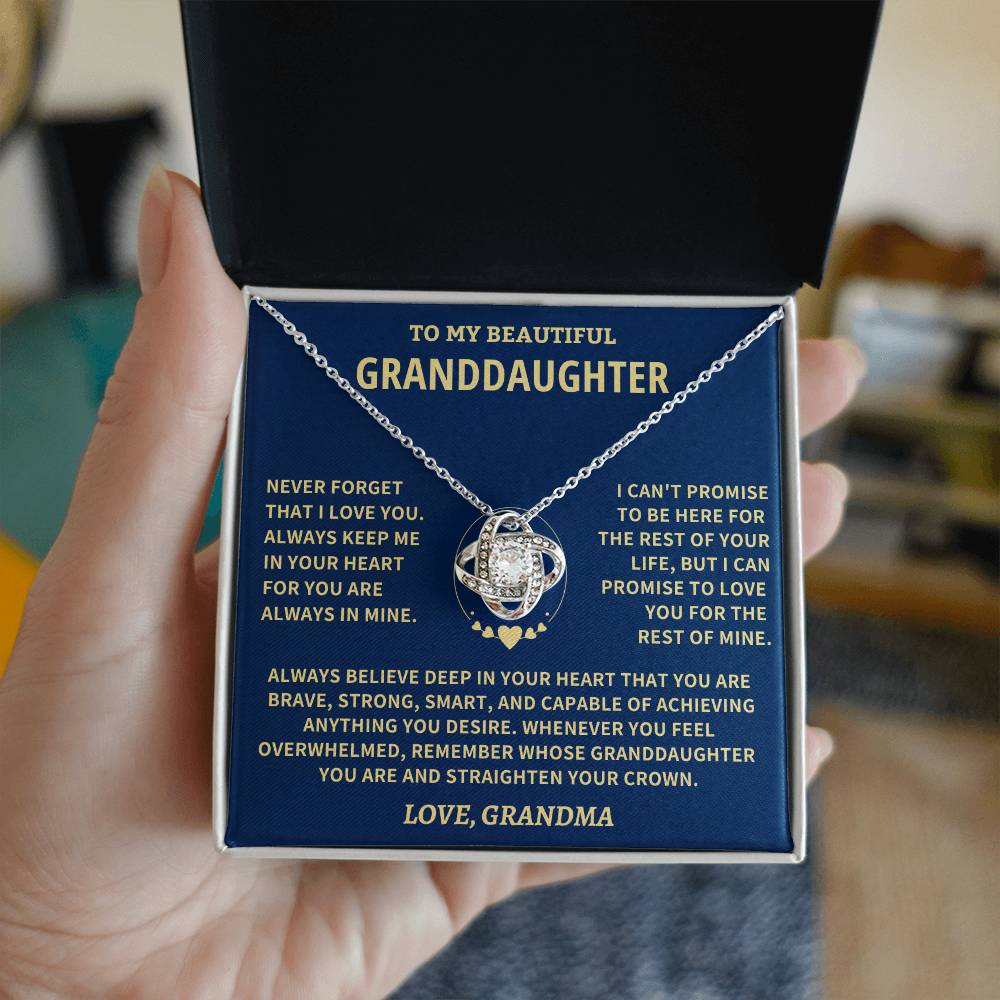 TO MY BEAUTIFUL
GRANDDAUGHTER
NEVER FORGET
THAT I LOVE YOU.
ALWAYS KEEP ME
IN YOUR HEART
FOR YOU ARE
ALWAYS IN MINE.
I CAN'T PROMISE
TO BE HERE FOR
THE REST OF YOUR
LIFE, BUT I CAN
PROMISE TO LOVE
YOU FOR THE
REST OF MINE.
ALWAYS BELIEVE DEEP IN YOUR HEART THAT YOU ARE
BRAVE, STRONG, SMART, AND CAPABLE OF ACHIEVING
ANYTHING YOU DESIRE. WHENEVER YOU FEEL
OVERWHELMED, REMEMBER WHOSE GRANDDAUGHTER
YOU ARE AND STRAIGHTEN YOUR CROWN.
LOVE, GRANDMA